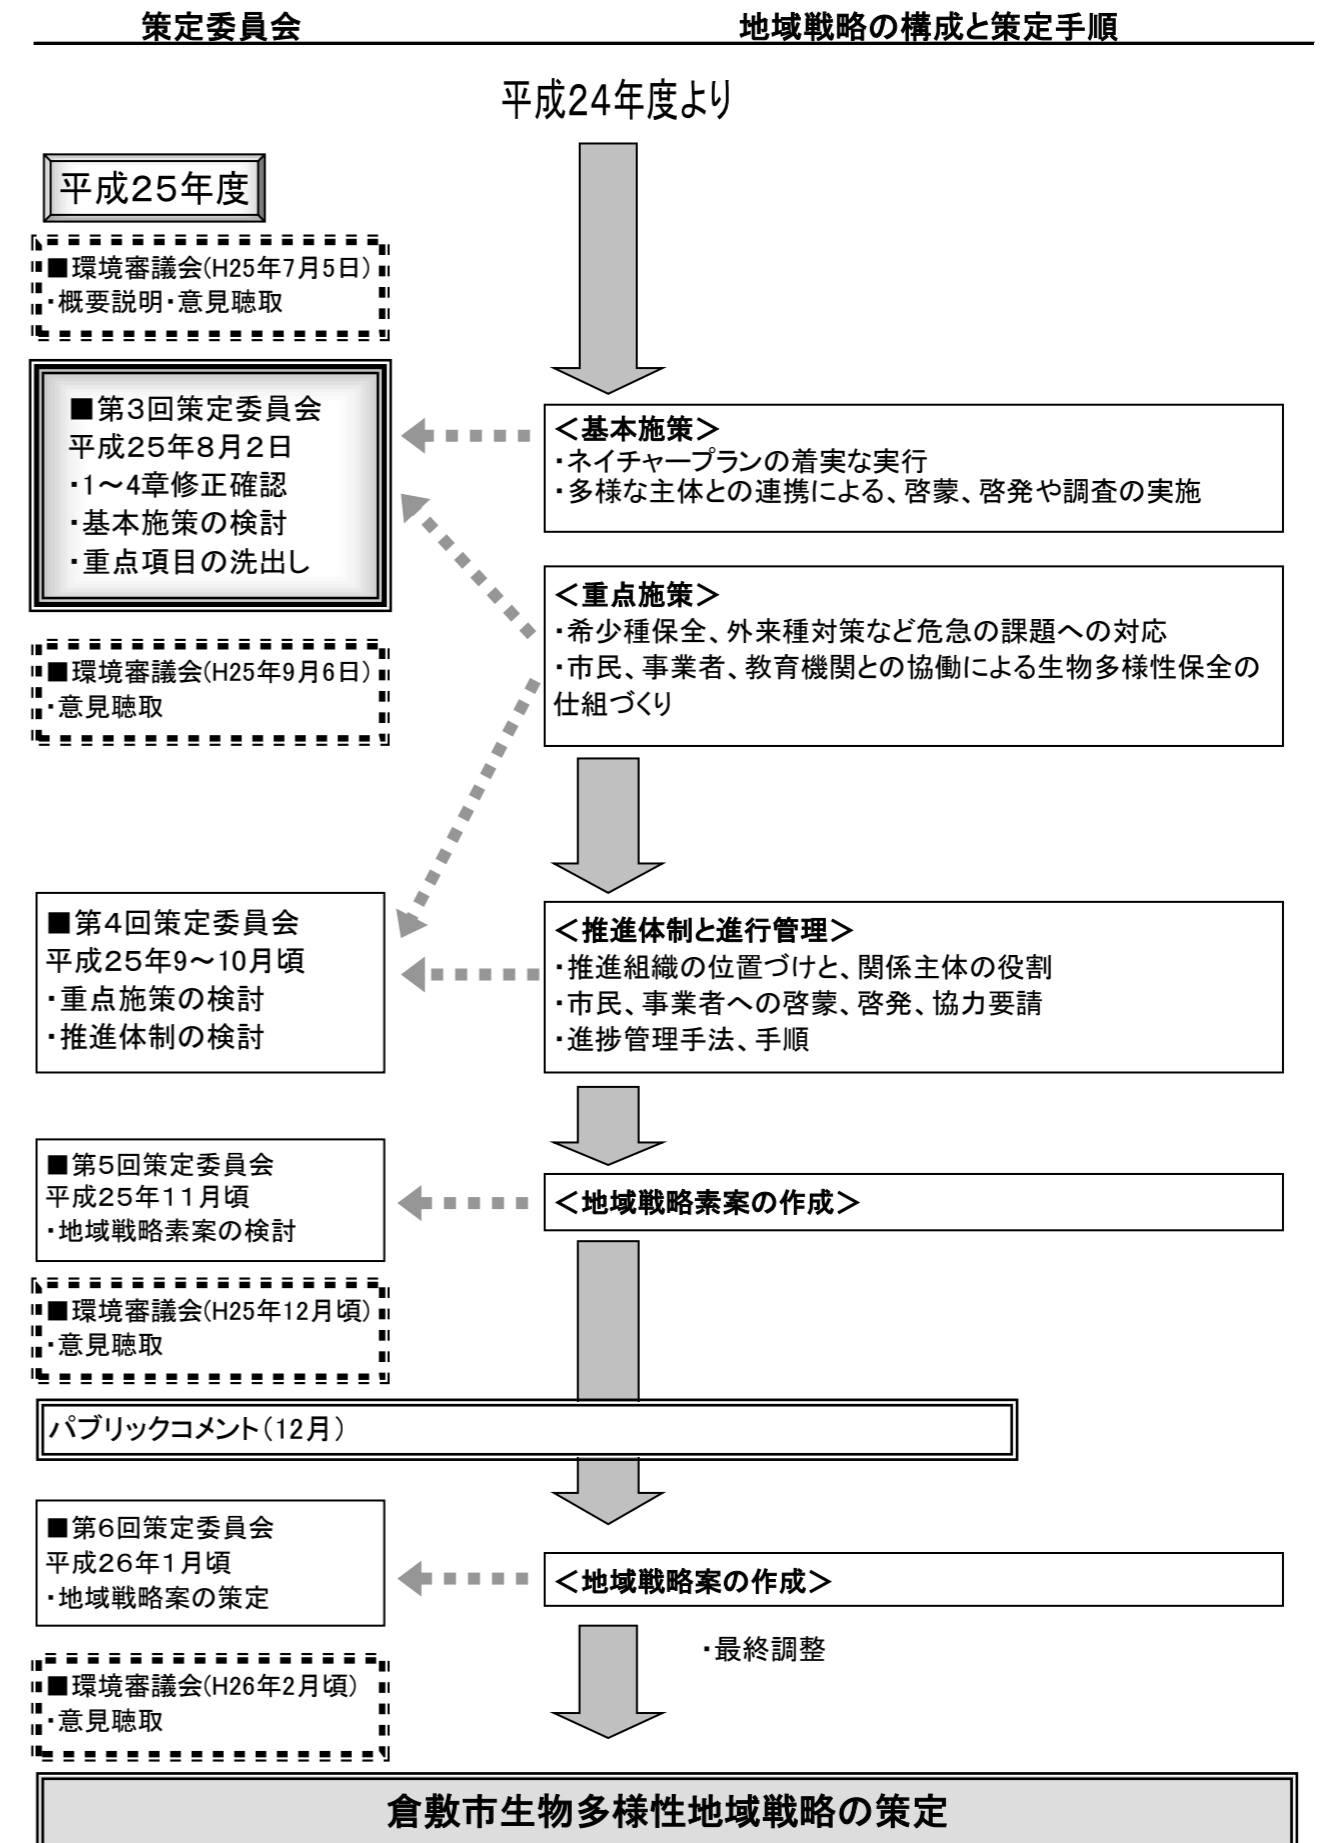 策定委員会
地域戦略の構成と策定手順
平成24年度より
平成25年度
■環境審議会(H25年7月5日)
・概要説明・意見聴取
■第3回策定委員会
平成25年8月2日
・1～4章修正確認
・基本施策の検討
・重点項目の洗出し
＜基本施策＞
・ネイチャープランの着実な実行
・多様な主体との連携による、啓蒙、啓発や調査の実施
＜重点施策＞
・希少種保全、外来種対策など危急の課題への対応
・市民、事業者、教育機関との協働による生物多様性保全の
仕組づくり
■環境審議会(H25年9月6日)
・意見聴取
■第4回策定委員会
平成25年9～10月頃
・重点施策の検討
・推進体制の検討
＜推進体制と進行管理＞
・推進組織の位置づけと、関係主体の役割
・市民、事業者への啓蒙、啓発、協力要請
・進捗管理手法、手順
■第5回策定委員会
平成25年11月頃
・地域戦略素案の検討
＜地域戦略素案の作成＞
■環境審議会(H25年12月頃)
・意見聴取
パブリックコメント（12月）
■第6回策定委員会
平成26年1月頃
・地域戦略案の策定
＜地域戦略案の作成＞
・最終調整
■環境審議会(H26年2月頃)
・意見聴取
倉敷市生物多様性地域戦略の策定